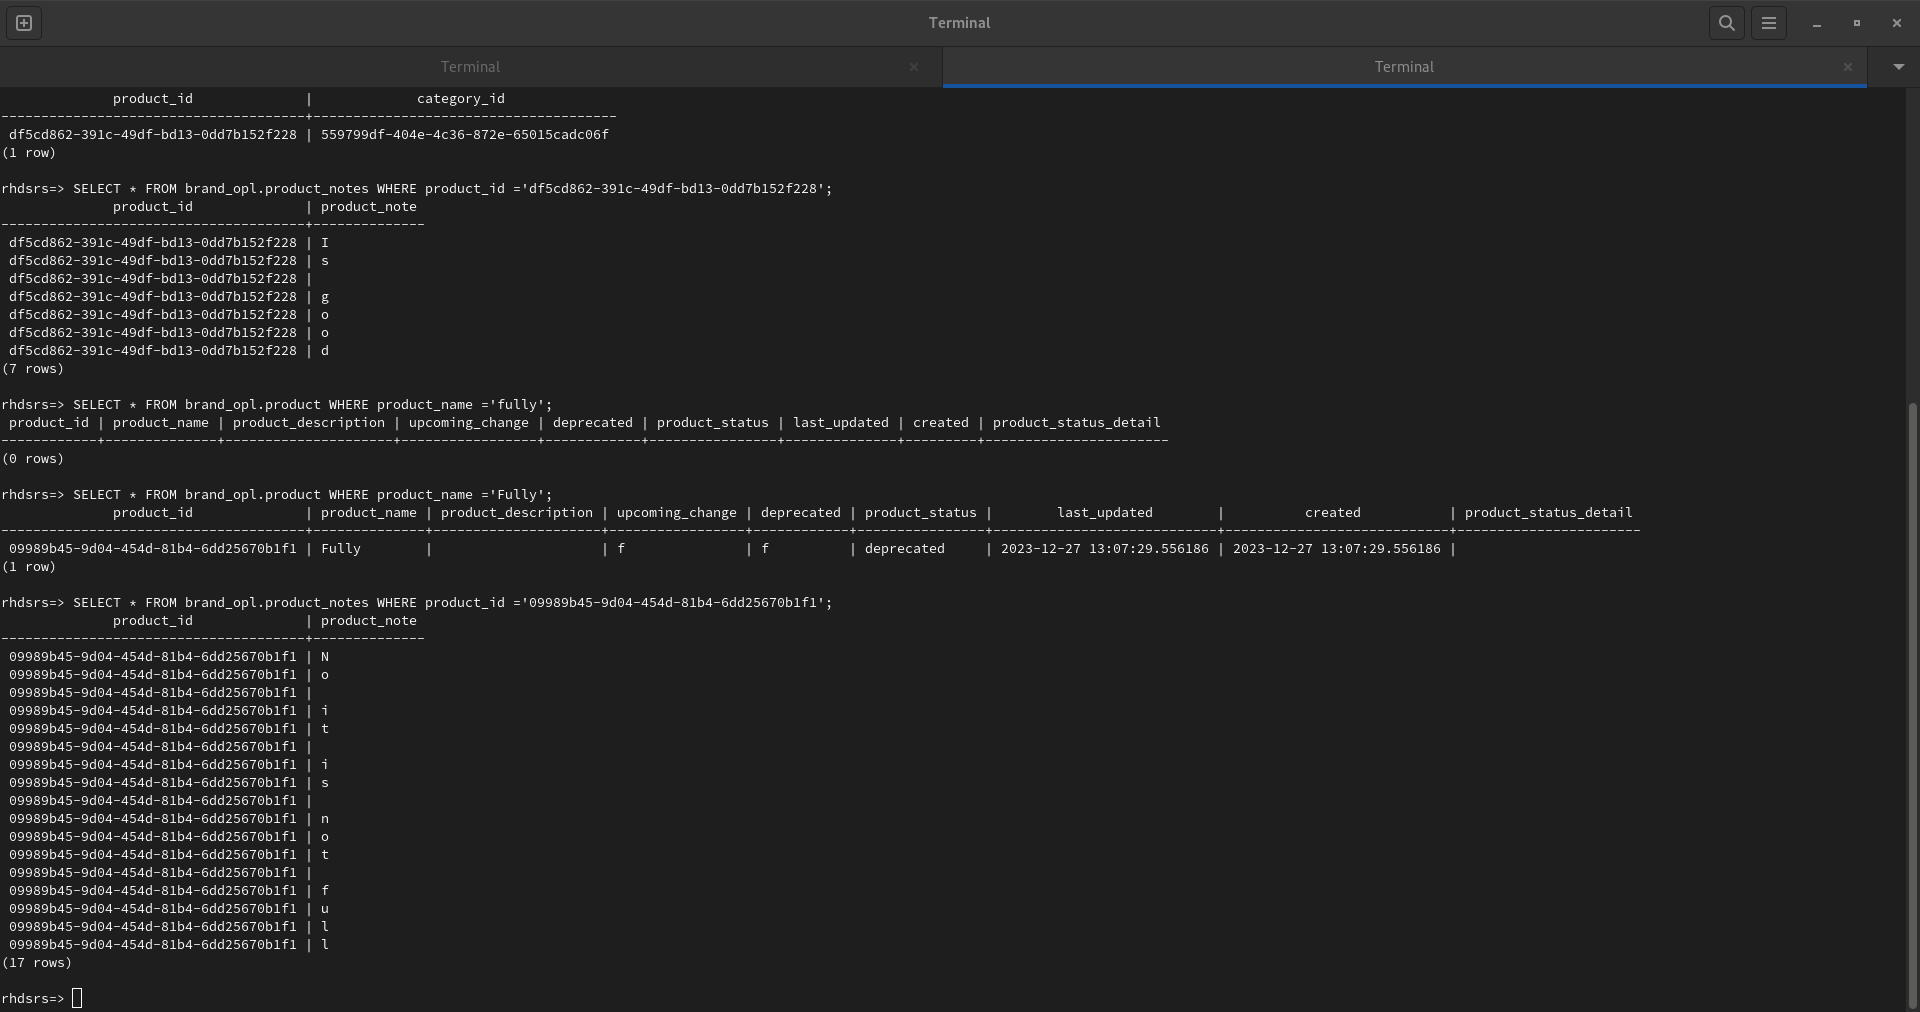 Terminal
Terminal
Terminal
product_id | category_id
--------------------------------------+--------------------------------------
df5cd862-391c-49df-bd13-0dd7b152f228 | 559799df-404e-4c36-872e-65015cadc06f
(1 row)
rhdsrs=> SELECT * FROM brand_opl.product_notes WHERE product_id ='df5cd862-391c-49df-bd13-0dd7b152f228';
product_id | product_note
--------------------------------------+--------------
df5cd862-391c-49df-bd13-0dd7b152f228 | I
df5cd862-391c-49df-bd13-0dd7b152f228 | s
df5cd862-391c-49df-bd13-0dd7b152f228 |
df5cd862-391c-49df-bd13-0dd7b152f228 | g
df5cd862-391c-49df-bd13-0dd7b152f228 | o
df5cd862-391c-49df-bd13-0dd7b152f228 | o
df5cd862-391c-49df-bd13-0dd7b152f228 | d
(7 rows)
rhdsrs=> SELECT * FROM brand_opl.product WHERE product_name ='fully';
product_id | product_name | product_description | upcoming_change | deprecated | product_status | last_updated | created | product_status_detail
------------+--------------+---------------------+-----------------+------------+----------------+--------------+---------+-----------------------
(0 rows)
rhdsrs=> SELECT * FROM brand_opl.product WHERE product_name ='Fully';
product_id | product_name | product_description | upcoming_change | deprecated | product_status | last_updated | created | product_status_detail
--------------------------------------+--------------+---------------------+-----------------+------------+----------------+----------------------------+----------------------------+-----------------------
09989b45-9d04-454d-81b4-6dd25670b1f1 | Fully | | f | f | deprecated | 2023-12-27 13:07:29.556186 | 2023-12-27 13:07:29.556186 |
(1 row)
rhdsrs=> SELECT * FROM brand_opl.product_notes WHERE product_id ='09989b45-9d04-454d-81b4-6dd25670b1f1';
product_id | product_note
--------------------------------------+--------------
09989b45-9d04-454d-81b4-6dd25670b1f1 | N
09989b45-9d04-454d-81b4-6dd25670b1f1 | o
09989b45-9d04-454d-81b4-6dd25670b1f1 |
09989b45-9d04-454d-81b4-6dd25670b1f1 | i
09989b45-9d04-454d-81b4-6dd25670b1f1 | t
09989b45-9d04-454d-81b4-6dd25670b1f1 |
09989b45-9d04-454d-81b4-6dd25670b1f1 | i
09989b45-9d04-454d-81b4-6dd25670b1f1 | s
09989b45-9d04-454d-81b4-6dd25670b1f1 |
09989b45-9d04-454d-81b4-6dd25670b1f1 | n
09989b45-9d04-454d-81b4-6dd25670b1f1 | o
09989b45-9d04-454d-81b4-6dd25670b1f1 | t
09989b45-9d04-454d-81b4-6dd25670b1f1 |
09989b45-9d04-454d-81b4-6dd25670b1f1 | f
09989b45-9d04-454d-81b4-6dd25670b1f1 | u
09989b45-9d04-454d-81b4-6dd25670b1f1 | l
09989b45-9d04-454d-81b4-6dd25670b1f1 | l
(17 rows)
rhdsrs=>